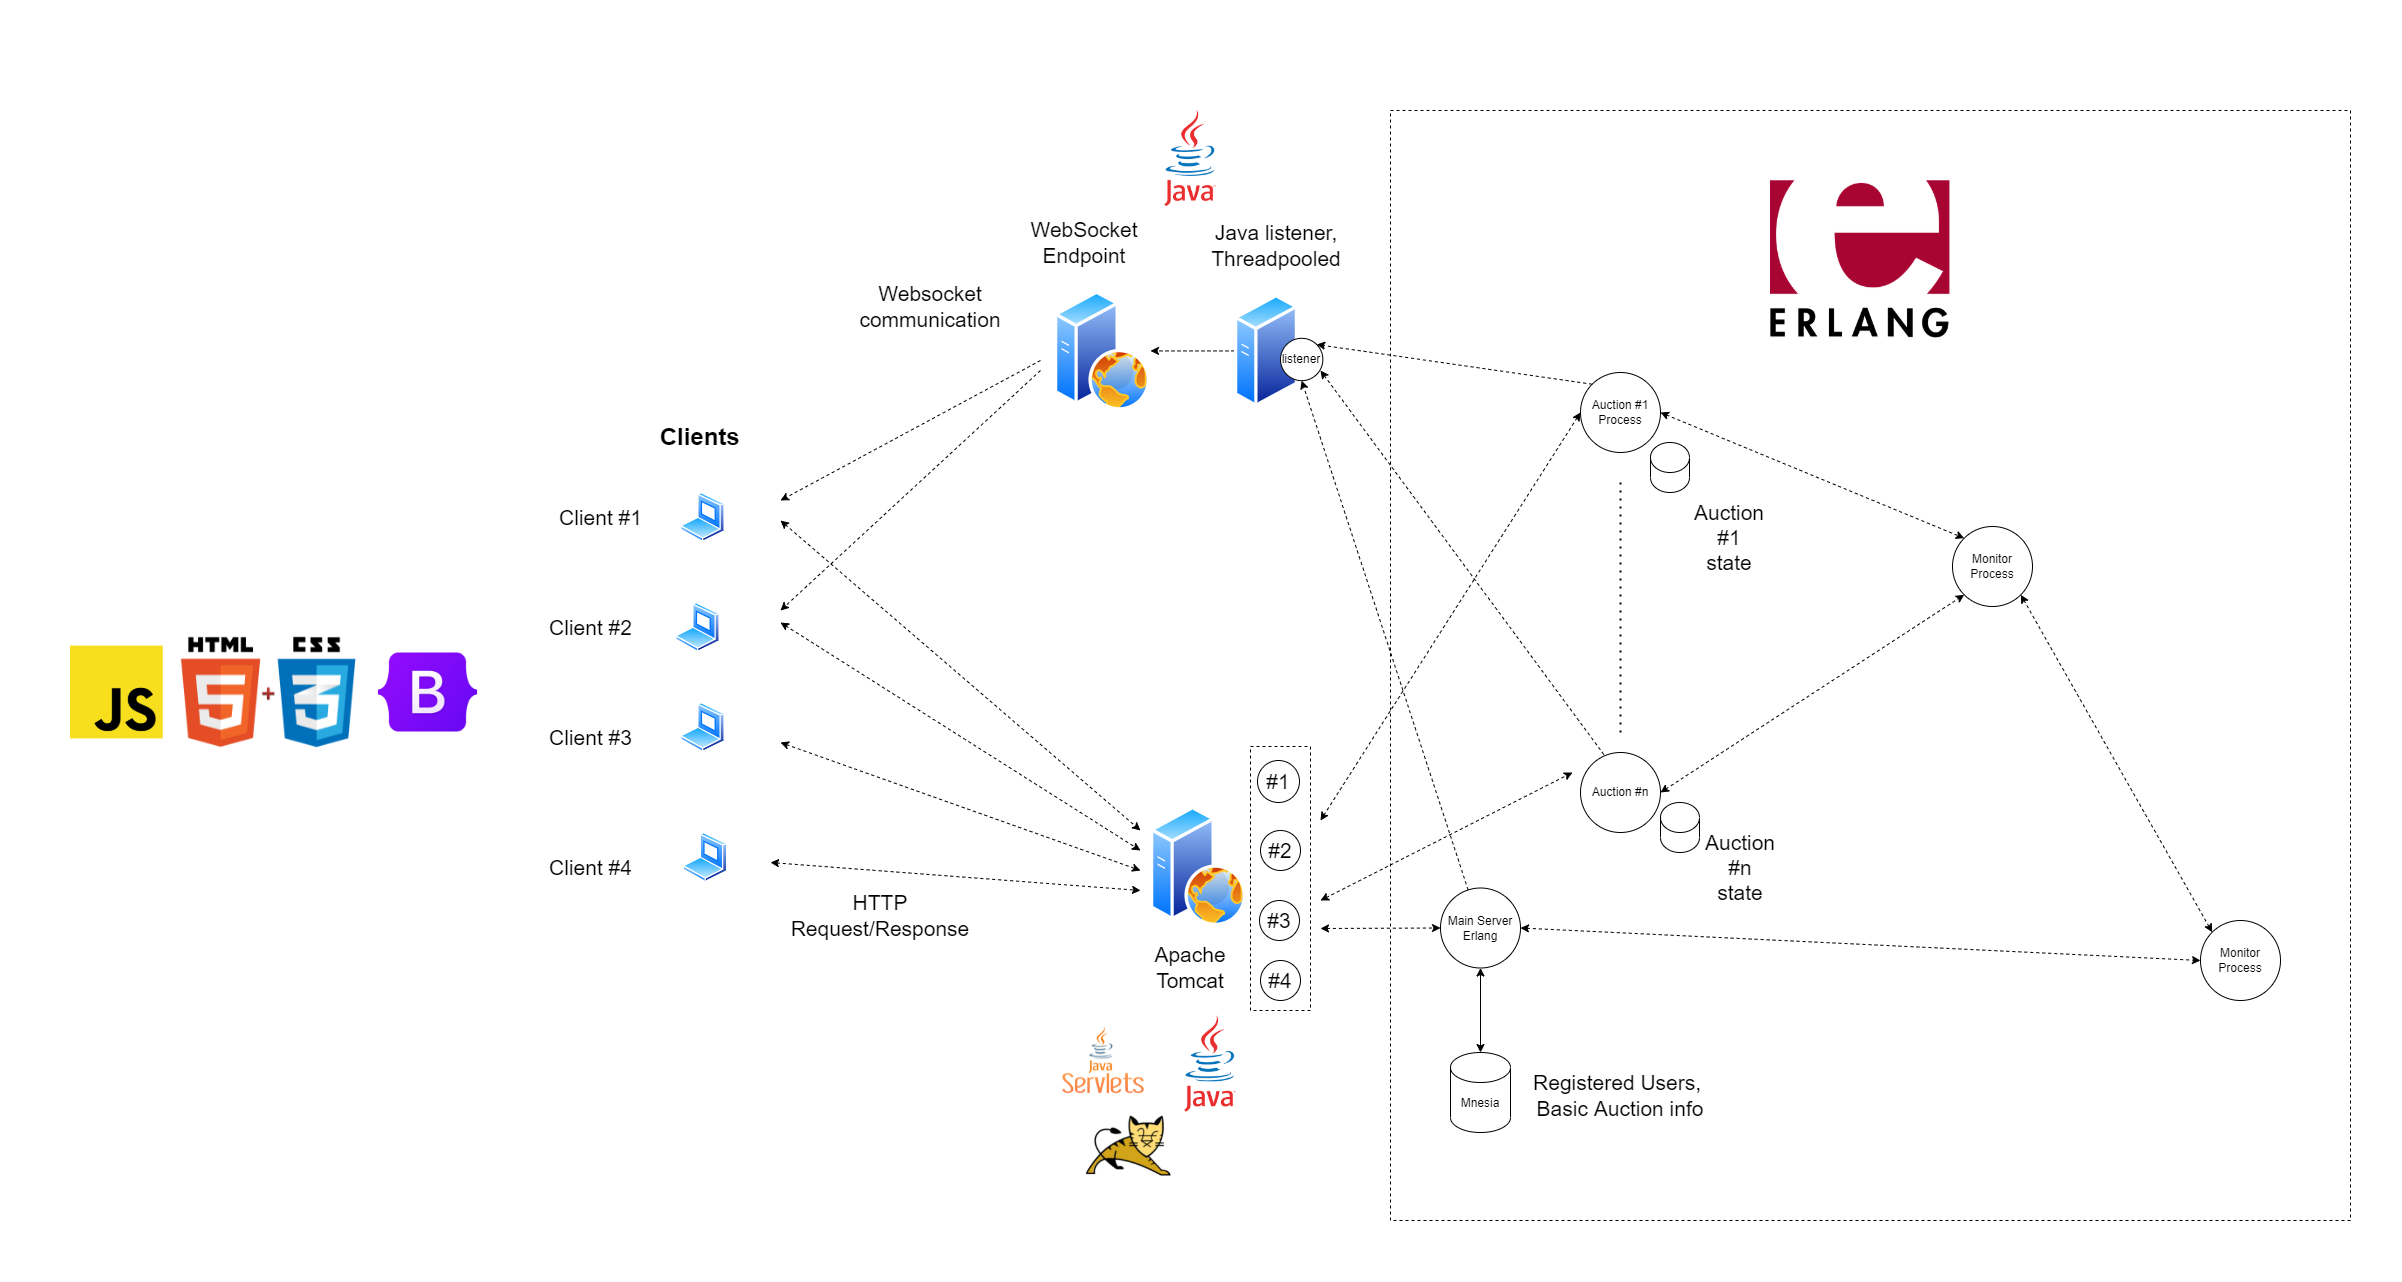 Java
WebSocket
Endpoint
Java listener,
Threadpooled
Websocket
communication
listener
ERLANG
Auction #1
Process
Auction
#1
state
Monitor
Process
Clients
Client #1
Client #2
Client #3
Client #4
JS
HTML
5
+
CSS
3
B
HTTP
Request/Response
#1
#2
#3
#4
Apache
Tomcat
Auction #n
Auction
#n
state
Main Server
Erlang
Monitor
Process
Mnesia
Registered Users,
Basic Auction info
Java
Servlets
Java